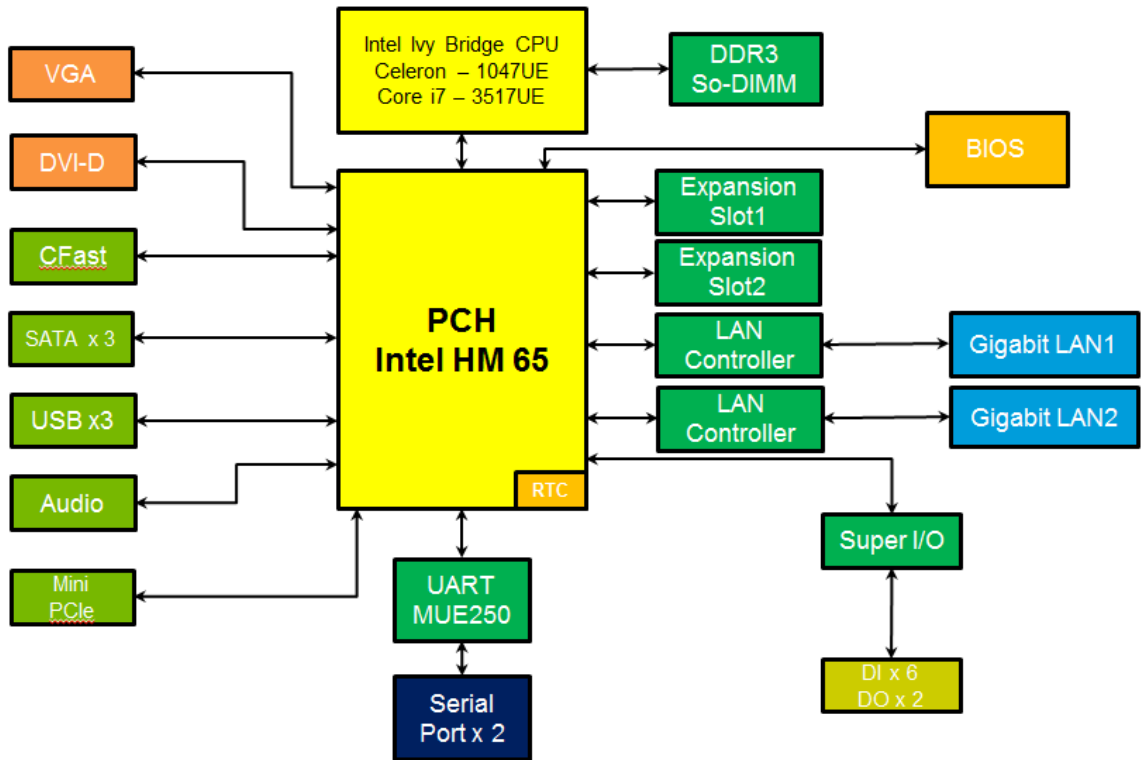 Intel Ivy Bridge CPU
Celeron – 1047UE
Core i7 – 3517UE
DDR3
So-DIMM
VGA
DVI-D
BIOS
CFast
SATA x 3
USB x3
Audio
Mini
PCIe
PCH
Intel HM 65
RTC
Expansion
Slot1
Expansion
Slot2
LAN
Controller
Gigabit LAN1
LAN
Controller
Gigabit LAN2
Super I/O
DI x 6
DO x 2
UART
MUE250
Serial
Port x 2